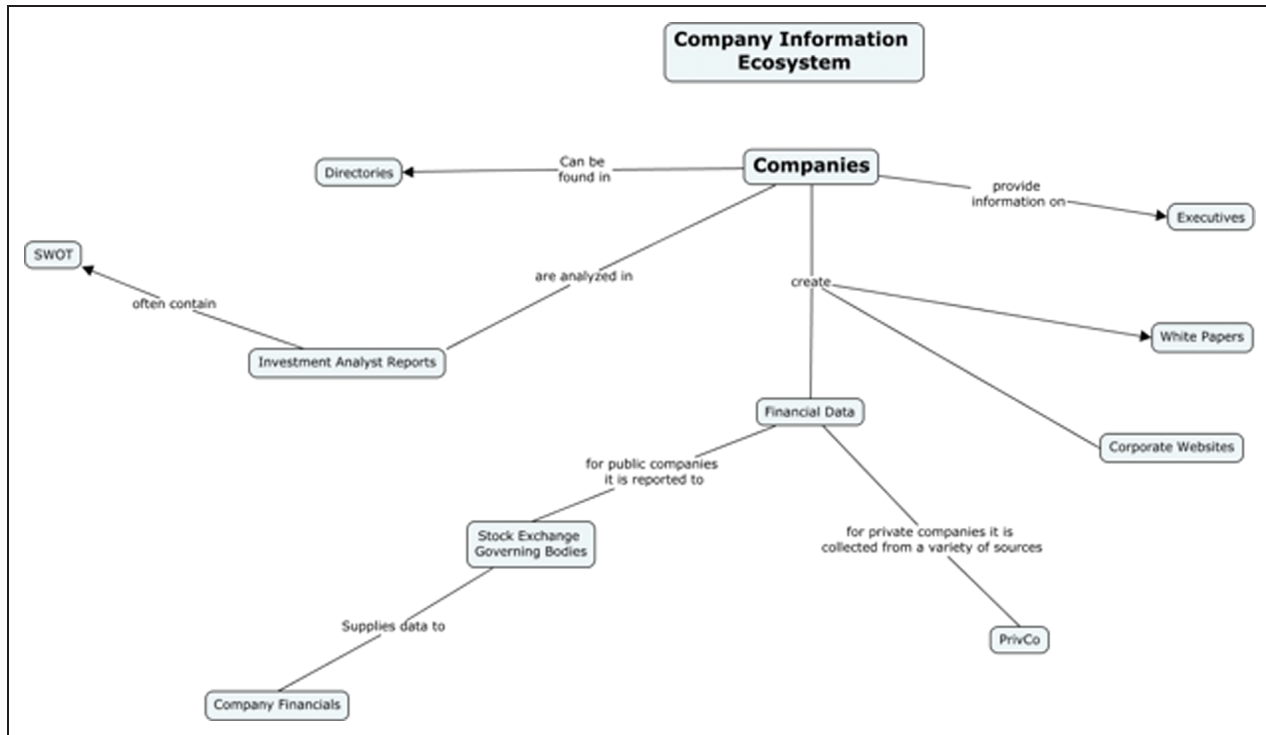 Company Information
Ecosystem
Companies
Can be
found in
Directories
provide
information on
Executives
SWOT
are analyzed in
create
often contain
White Papers
Investment Analyst Reports
Financial Data
Corporate Websites
for public companies
it is reported to
Stock Exchange
Governing Bodies
for private companies it is
collected from a variety of sources
Supplies data to
PrivCo
Company Financials